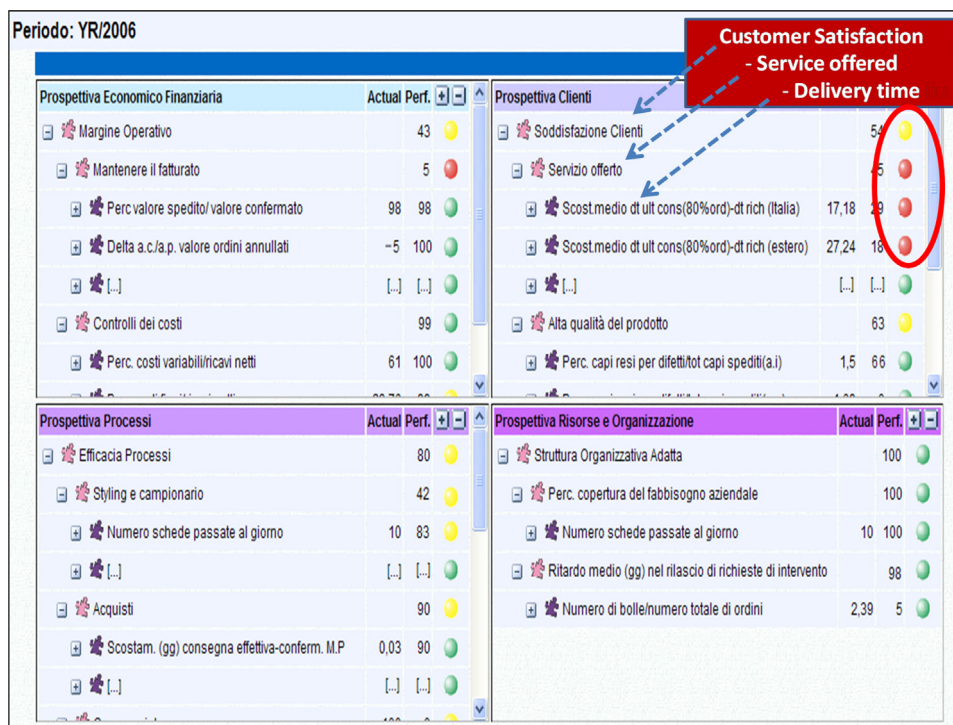 Periodo: YR/2006
Customer Satisfaction
- Service offered
- Delivery time
Prospettiva Economico Finanziaria Actual Perf.
Margine Operativo 43
Mantenere il fatturato 5
Perc valore spedito/ valore confermato 98 98
Delta a.c./a.p. valore ordini annullati -5 100
[...] [...] [...]
Controlli dei costi 99
Perc. costi variabili/ricavi netti 61 100
Prospettiva Clienti
Soddisfazione Clienti 54
Servizio offerto
Scost.medio dt ult cons(80%ord)-dt rich (Italia) 17,18 29
Scost.medio dt ult cons(80%ord)-dt rich (estero) 27,24 18
[...] [...] [...]
Alta qualità del prodotto 63
Perc. capi resi per difetti/tot capi spediti(a.i) 1,5 66
Prospettiva Processi Actual Perf.
Efficacia Processi 80
Styling e campionario 42
Numero schede passate al giorno 10 83
[...] [...] [...]
Acquisti 90
Scostam. (gg) consegna effettiva-conferm. M.P 0,03 90
[...] [...] [...]
Prospettiva Risorse e Organizzazione Actual Perf.
Struttura Organizzativa Adatta 100
Perc. copertura del fabbisogno aziendale 100
Numero schede passate al giorno 10 100
Ritardo medio (gg) nel rilascio di richieste di intervento 98
Numero di bolle/numero totale di ordini 2,39 5